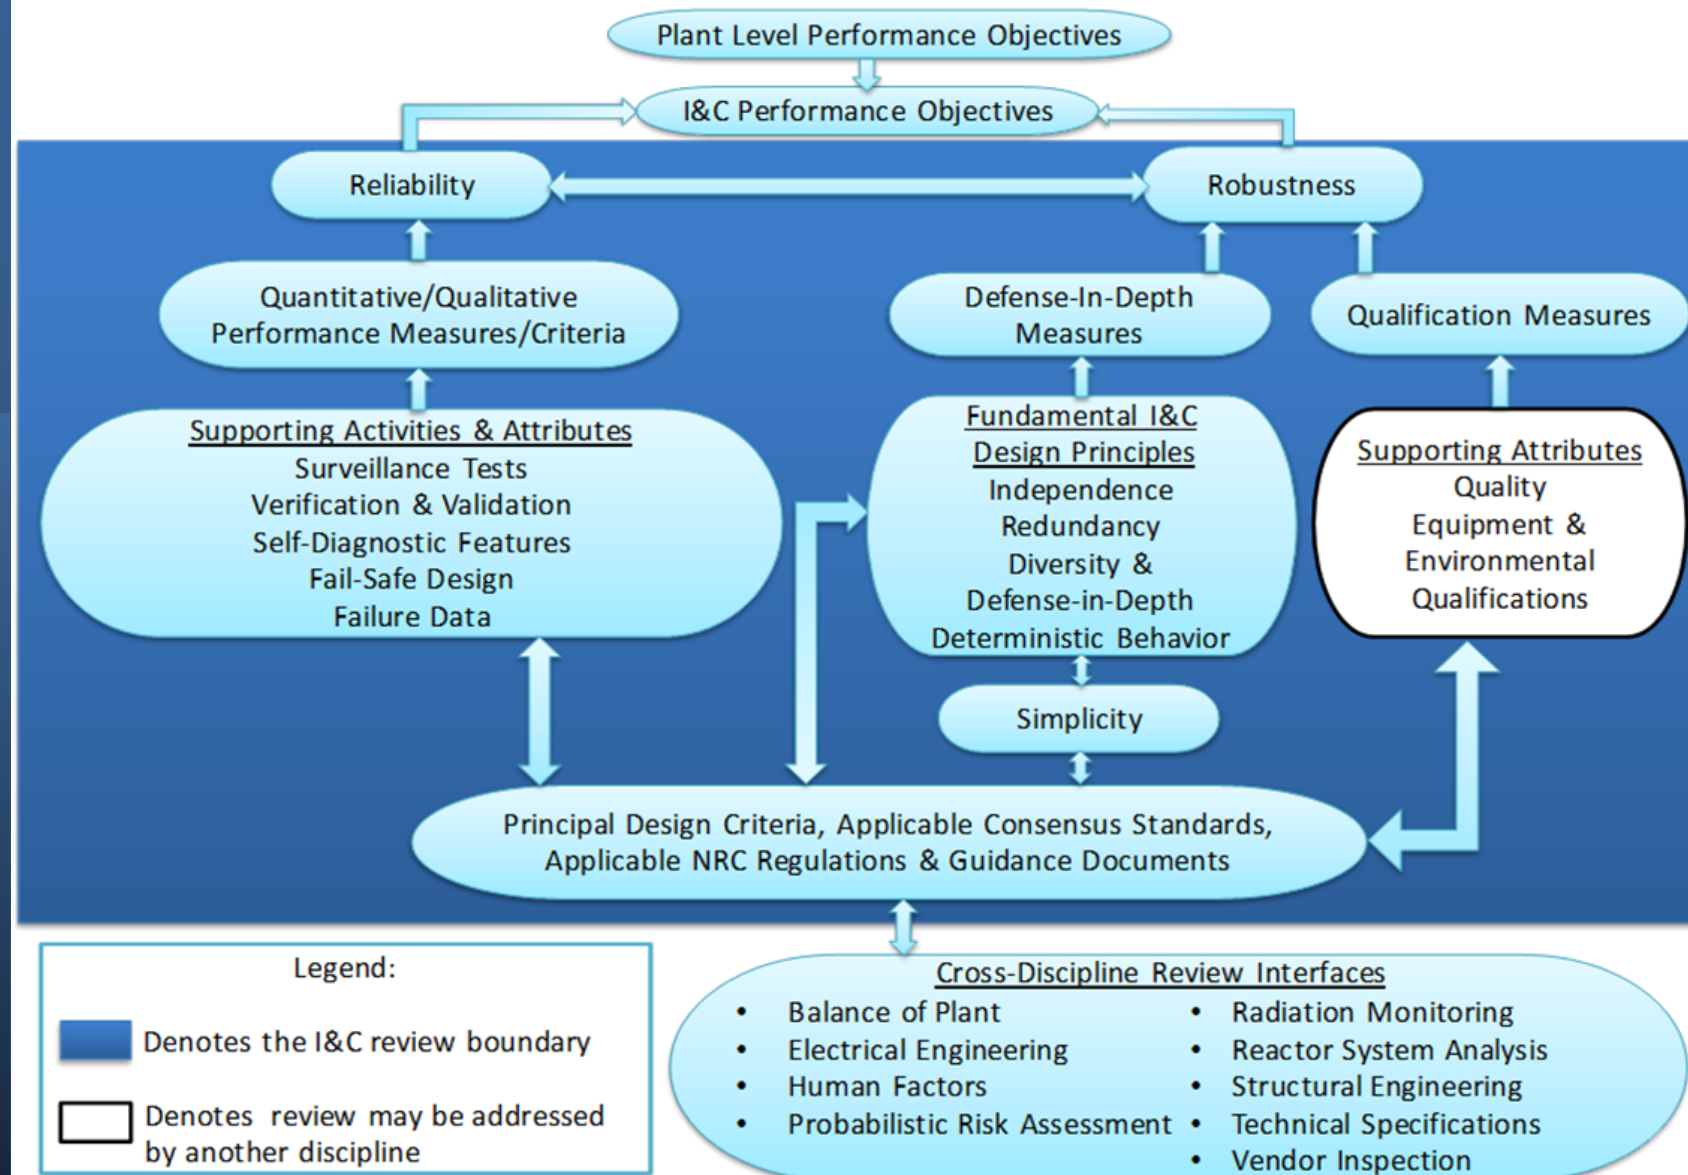 Plant Level Performance Objectives
I&C Performance Objectives
Reliability
Robustness
Quantitative/Qualitative
Performance Measures/Criteria
Defense-In-Depth
Measures
Qualification Measures
Supporting Activities & Attributes
Surveillance Tests
Verification & Validation
Self-Diagnostic Features
Fail-Safe Design
Failure Data
Fundamental I&C
Design Principles
Independence
Redundancy
Diversity &
Defense-in-Depth
Deterministic Behavior
Supporting Attributes
Quality
Equipment &
Environmental
Qualifications
Simplicity
Principal Design Criteria, Applicable Consensus Standards,
Applicable NRC Regulations & Guidance Documents
Legend:
Denotes the I&C review boundary
Denotes review may be addressed
by another discipline
Cross-Discipline Review Interfaces
• Balance of Plant
• Electrical Engineering
• Human Factors
• Probabilistic Risk Assessment
• Radiation Monitoring
• Reactor System Analysis
• Structural Engineering
• Technical Specifications
• Vendor Inspection